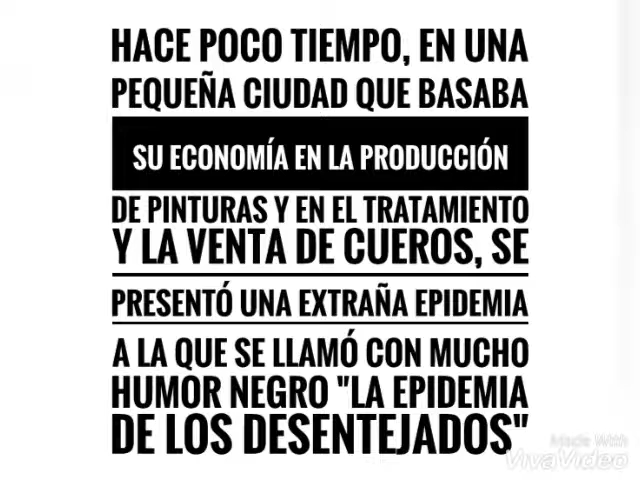 HACE POCO TIEMPO, EN UNA
PEQUEÑA CIUDAD QUE BASABA
SU ECONOMÍA EN LA PRODUCCIÓN
DE PINTURAS Y EN EL TRATAMIENTO
Y LA VENTA DE CUEROS, SE
PRESENTÓ UNA EXTRAÑA EPIDEMIA
A LA QUE SE LLAMÓ CON MUCHO
HUMOR NEGRO "LA EPIDEMIA
DE LOS DESENTEJADOS"
Made With
VivaVideo